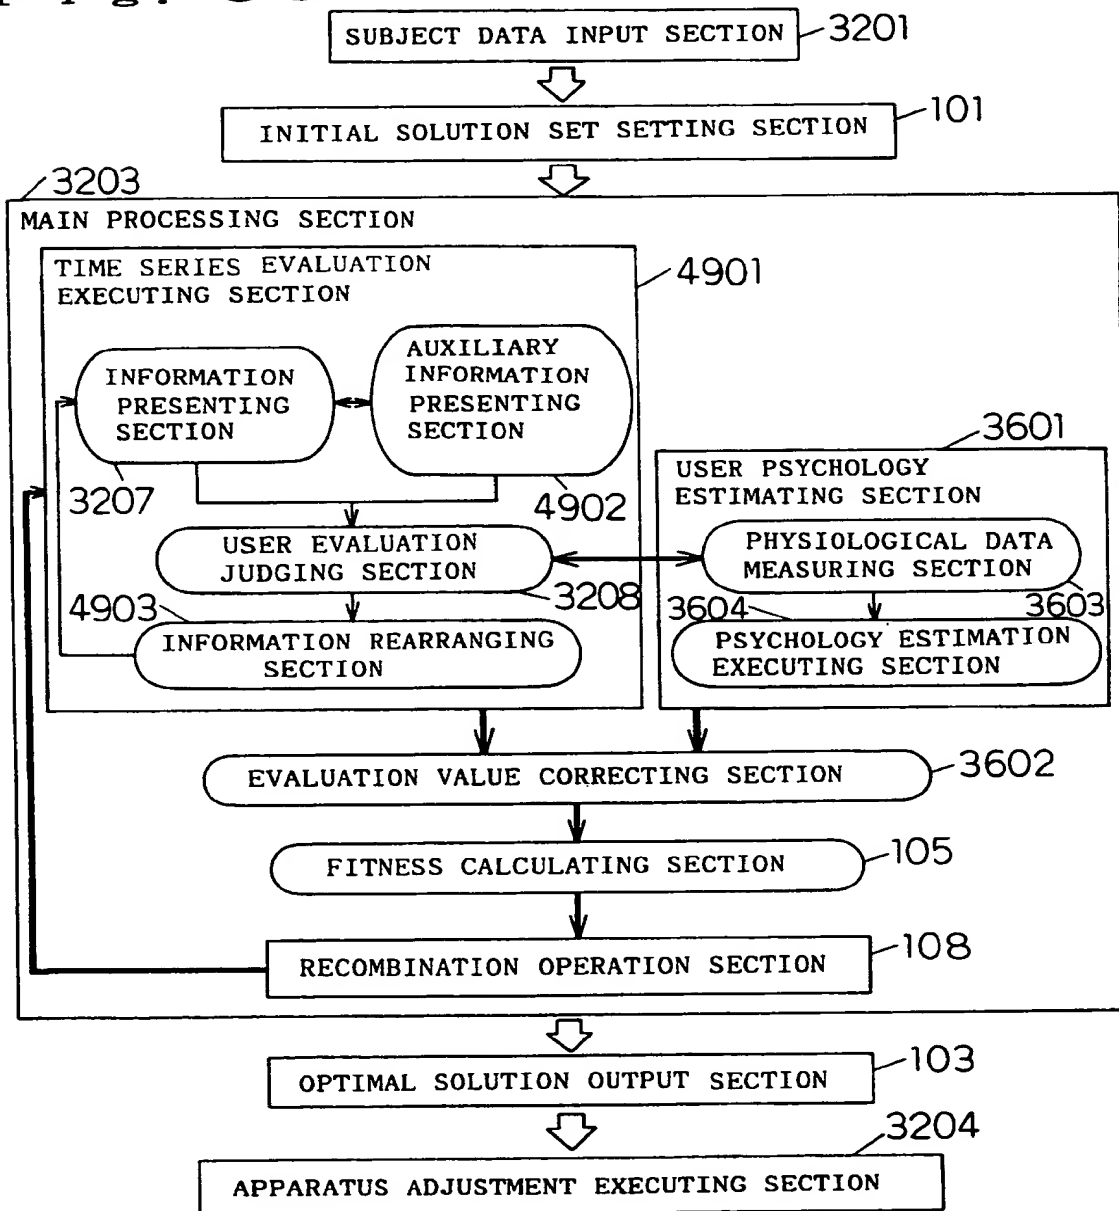 SUBJECT DATA INPUT SECTION
3201
INITIAL SOLUTION SET SETTING SECTION
101
3203
MAIN PROCESSING SECTION
TIME SERIES EVALUATION
EXECUTING SECTION
4901
INFORMATION
PRESENTING
SECTION
3207
AUXILIARY
INFORMATION
PRESENTING
SECTION
4902
USER EVALUATION
JUDGING SECTION
3208
4903
INFORMATION REARRANGING
SECTION
3601
USER PSYCHOLOGY
ESTIMATING SECTION
PHYSIOLOGICAL DATA
MEASURING SECTION
3603
3604
PSYCHOLOGY ESTIMATION
EXECUTING SECTION
EVALUATION VALUE CORRECTING SECTION
3602
FITNESS CALCULATING SECTION
105
RECOMBINATION OPERATION SECTION
108
OPTIMAL SOLUTION OUTPUT SECTION
103
3204
APPARATUS ADJUSTMENT EXECUTING SECTION